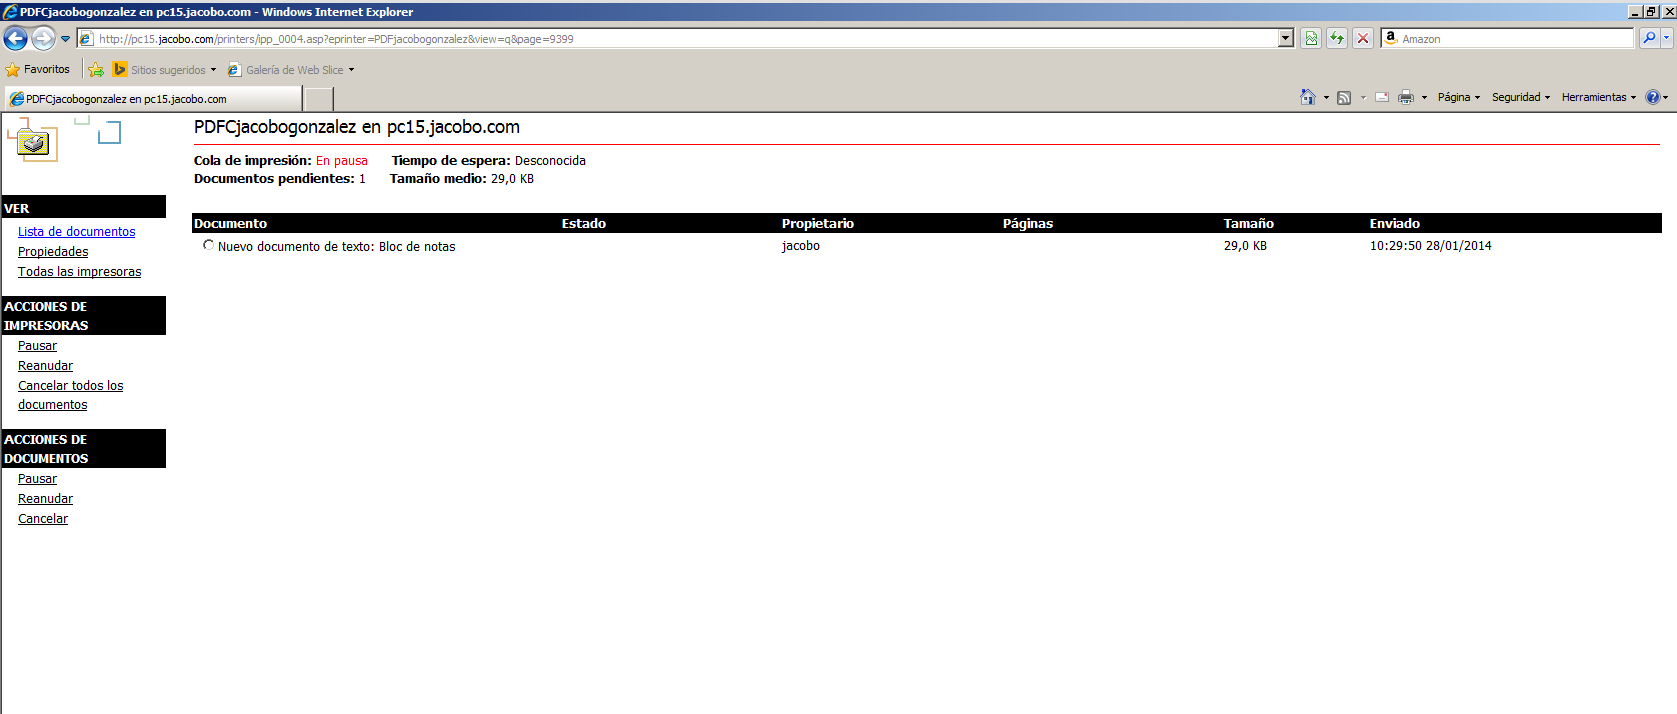 PDFCjacobogonzalez en pc15.jacobo.com - Windows Internet Explorer
http://pc15.jacobo.com/printers/ipp_0004.asp?eprinter=PDFjacobogonzalez&view=q&page=9399
Amazon
Favoritos Sitios sugeridos Galería de Web Slice
PDFCjacobogonzalez en pc15.jacobo.com
Página Seguridad Herramientas
PDFCjacobogonzalez en pc15.jacobo.com
Cola de impresión: En pausa Tiempo de espera: Desconocida
Documentos pendientes: 1 Tamaño medio: 29,0 KB
VER
Lista de documentos
Propiedades
Todas las impresoras
ACCIONES DE
IMPRESORAS
Pausar
Reanudar
Cancelar todos los
documentos
ACCIONES DE
DOCUMENTOS
Pausar
Reanudar
Cancelar
Documento Estado Propietario Páginas Tamaño Enviado
Nuevo documento de texto: Bloc de notas jacobo 29,0 KB 10:29:50 28/01/2014